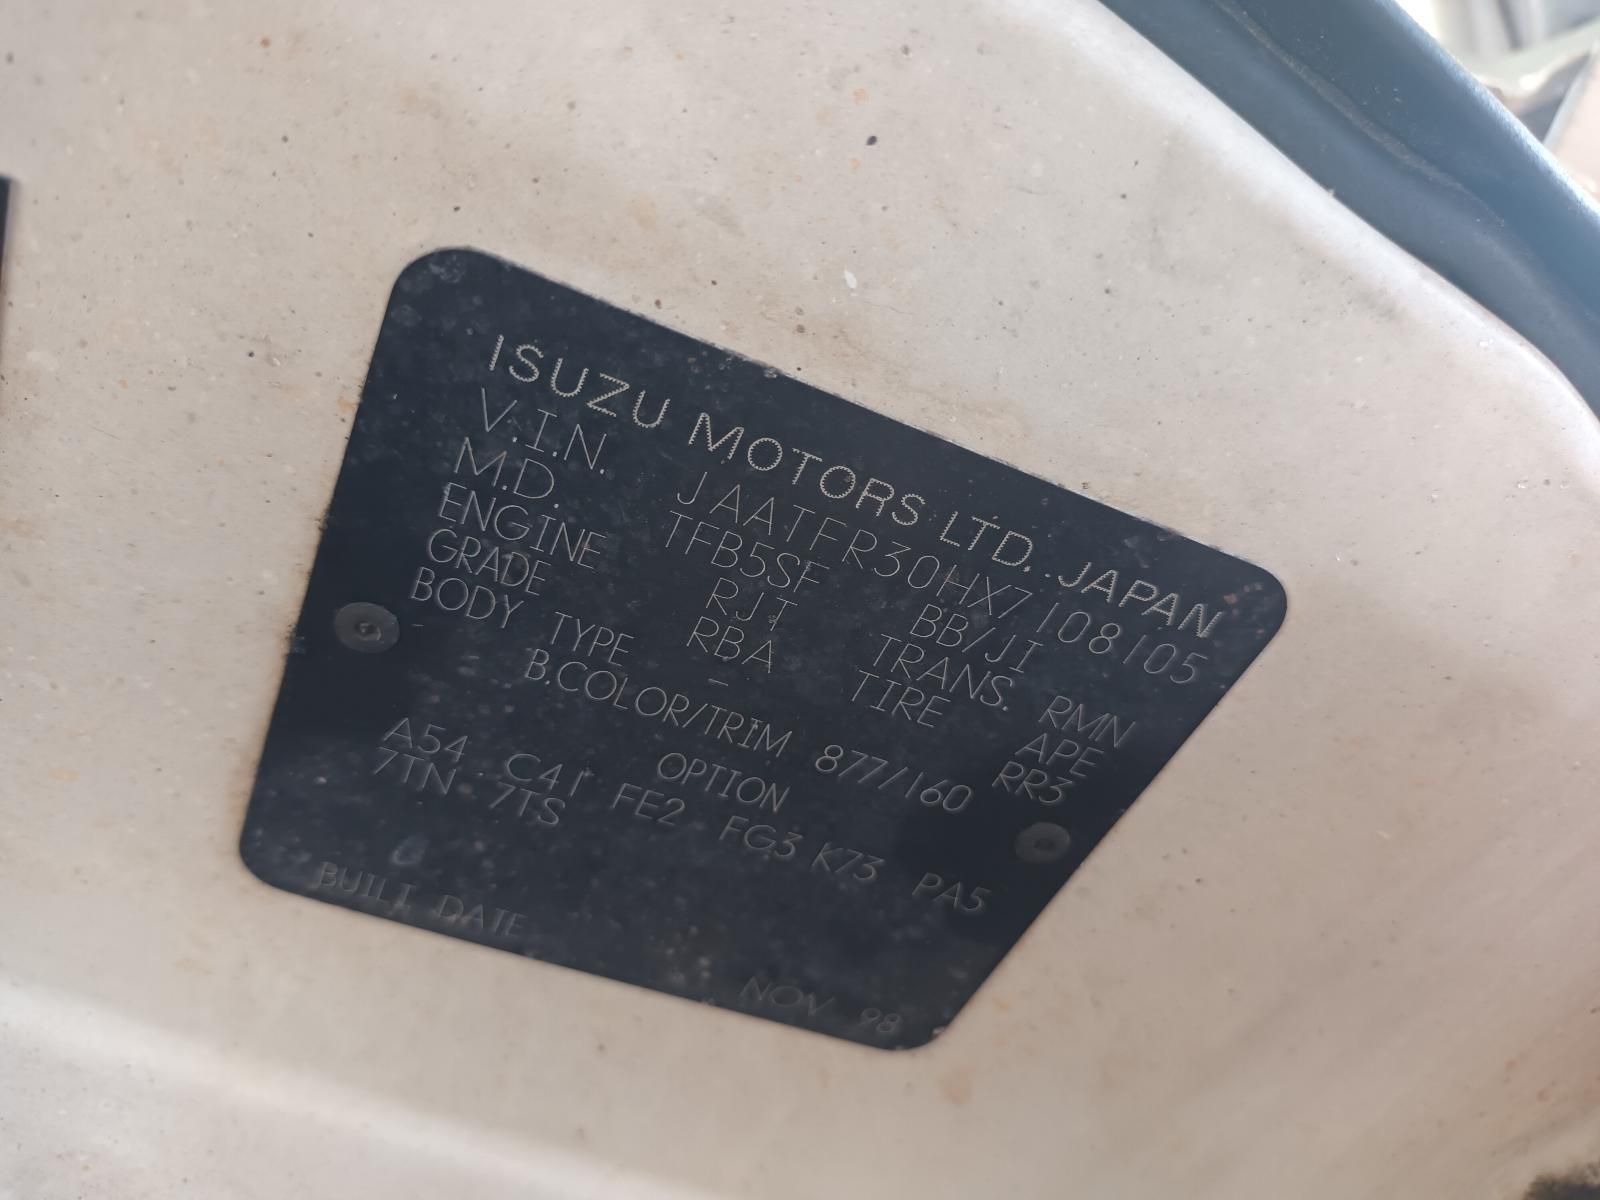 ISUZU MOTORS LTD. JAPAN
V.I.N. JAATFR30HX7108105
M.D. TFB5SF BB/JI
ENGINE RJT TRANS. RMN
GRADE RBA TIRE APE
BODY TYPE - RR3
B.COLOR/TRIM 877/160
OPTION
A54 C41 FE2 FG3 K73 PA5
7TN 7TS
BUILT DATE NOV 98